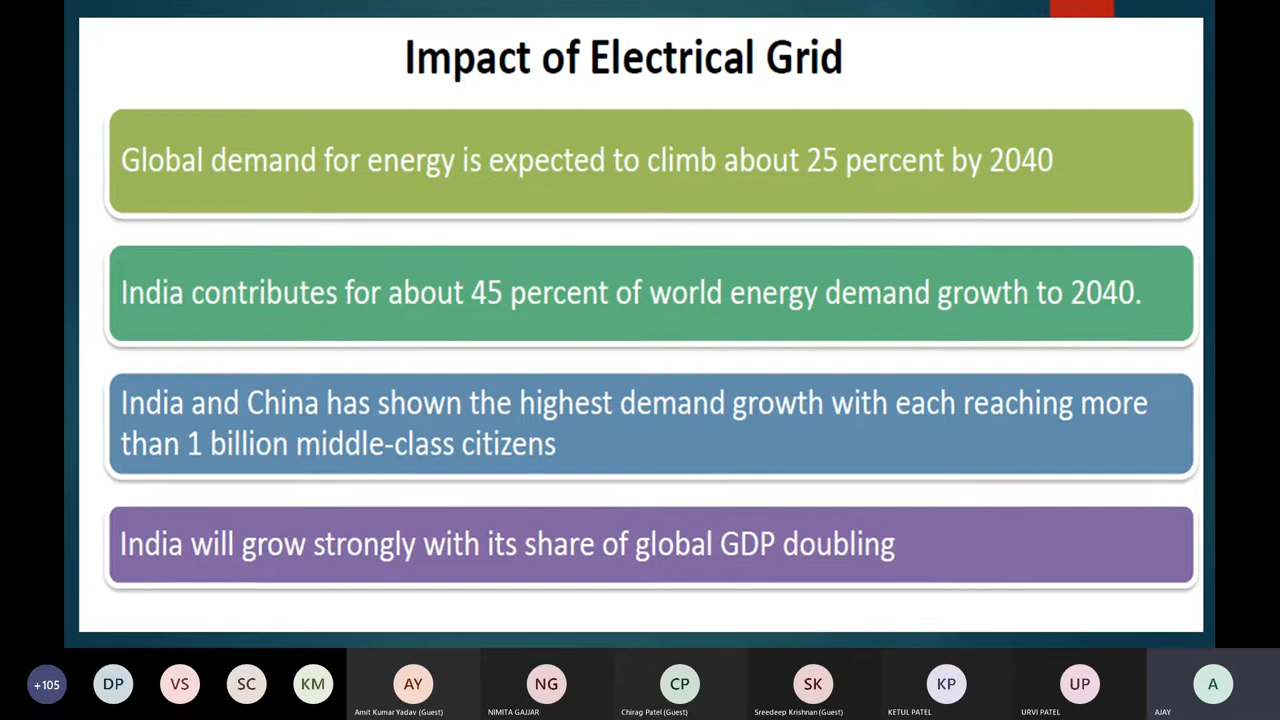 Impact of Electrical Grid
Global demand for energy is expected to climb about 25 percent by 2040
India contributes for about 45 percent of world energy demand growth to 2040.
India and China has shown the highest demand growth with each reaching more
than 1 billion middle-class citizens
India will grow strongly with its share of global GDP doubling
+105 DP VS SC KM AY NG CP SK KP UP A
Amit Kumar Yadav (Guest) NIMITA GAJJAR Chirag Patel (Guest) Sreedeep Krishnan (Guest) KETUL PATEL URVI PATEL AJAY